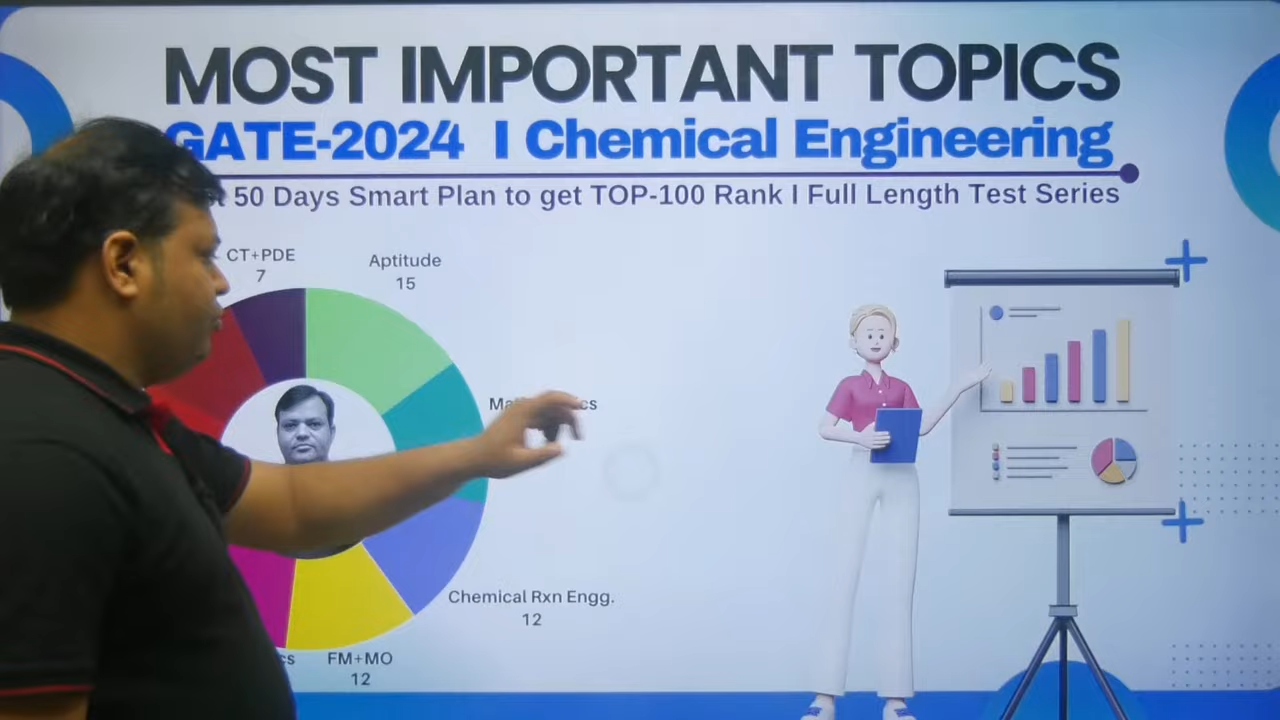 MOST IMPORTANT TOPICS
GATE-2024 I Chemical Engineering
50 Days Smart Plan to get TOP-100 Rank I Full Length Test Series
CT+PDE
7
Aptitude
15
Chemical Rxn Engg.
12
FM+MO
12